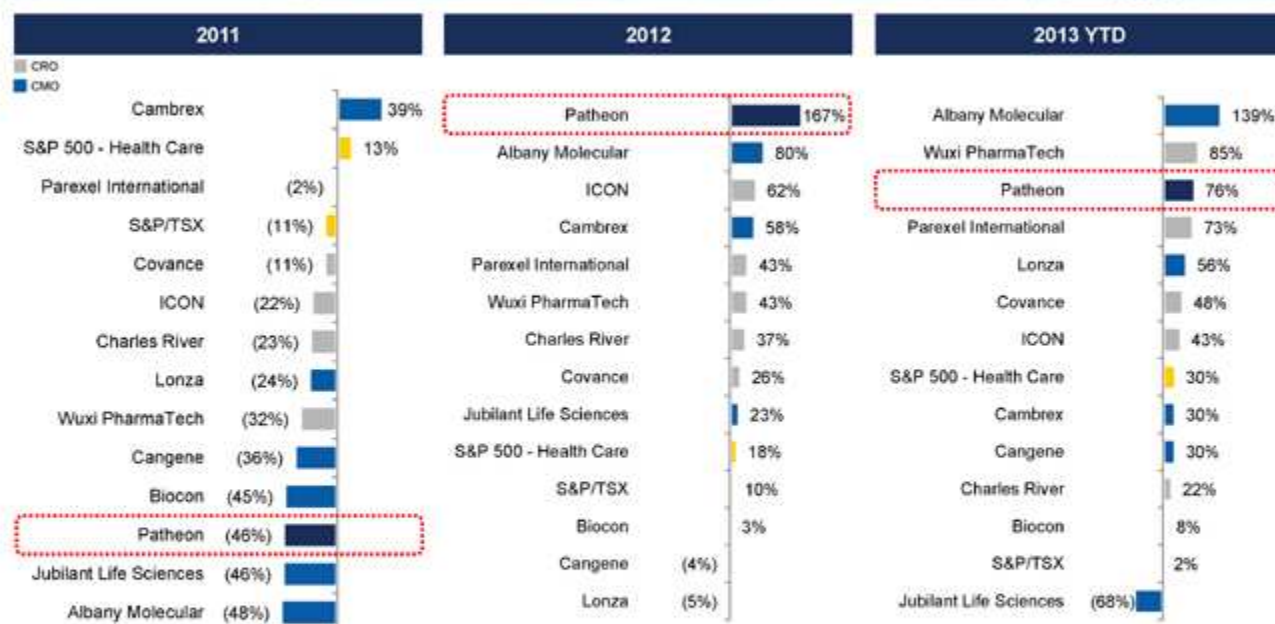 2011
CRO
CMO
Cambrex 39%
S&P 500 - Health Care 13%
Parexel International (2%)
S&P/TSX (11%)
Covance (11%)
ICON (22%)
Charles River (23%)
Lonza (24%)
Wuxi PharmaTech (32%)
Cangene (36%)
Biocon (45%)
Patheon (46%)
Jubilant Life Sciences (46%)
Albany Molecular (48%)
2012
Patheon 167%
Albany Molecular 80%
ICON 62%
Cambrex 58%
Parexel International 43%
Wuxi PharmaTech 43%
Charles River 37%
Covance 26%
Jubilant Life Sciences 23%
S&P 500 - Health Care 18%
S&P/TSX 10%
Biocon 3%
Cangene (4%)
Lonza (5%)
2013 YTD
Albany Molecular 139%
Wuxi PharmaTech 85%
Patheon 76%
Parexel International 73%
Lonza 56%
Covance 48%
ICON 43%
S&P 500 - Health Care 30%
Cambrex 30%
Cangene 30%
Charles River 22%
Biocon 8%
S&P/TSX 2%
Jubilant Life Sciences (68%)